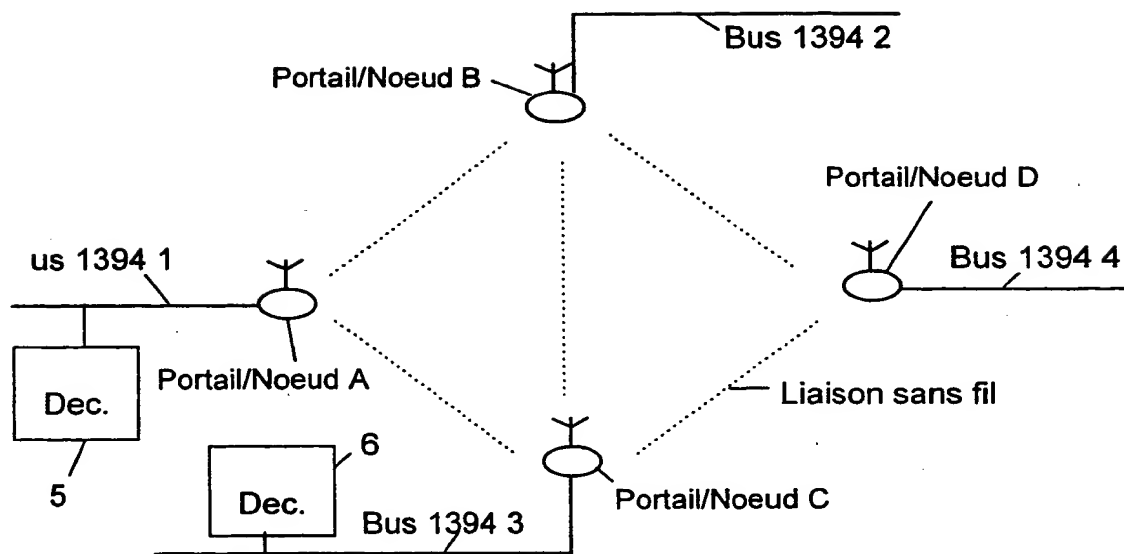 Bus 1394 2
Portail/Noeud B
Portail/Noeud D
us 1394 1
Bus 1394 4
Portail/Noeud A
Liaison sans fil
Dec.
6
5
Dec.
Portail/Noeud C
Bus 1394 3